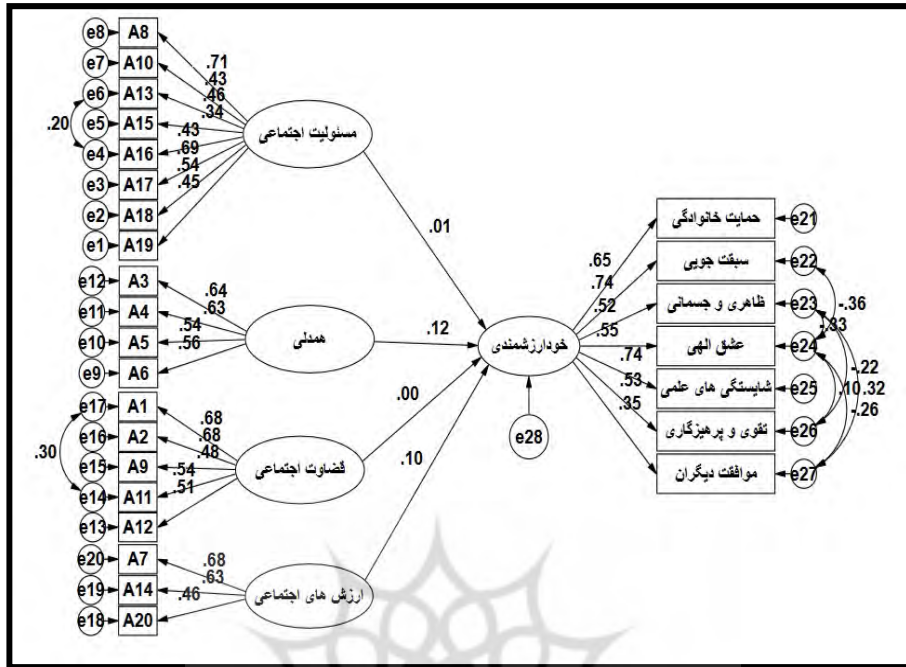 e8 A8
e7 A10
e6 A13
e5 A15
e4 A16
e3 A17
e2 A18
e1 A19
.20
.71
.43
.46
.34
.43
.69
.54
.45
مسئولیت اجتماعی
.01
e12 A3
e11 A4
e10 A5
e9 A6
.64
.63
.54
.56
همدلی
.12
e17 A1
e16 A2
e15 A9
e14 A11
e13 A12
.30
.68
.68
.48
.54
.51
قضاوت اجتماعی
.00
e20 A7
e19 A14
e18 A20
.68
.63
.46
ارزش های اجتماعی
.10
خودارزشمندی
e28
.65
.74
.52
.55
.74
.53
.35
حمایت خانوادگی e21
سبقت جویی e22
ظاهری و جسمانی e23
عشق الهی e24
شایستگی های علمی e25
تقوی و پرهیزگاری e26
موافقت دیگران e27
-.36
-.33
-.22
.10
.32
-.26